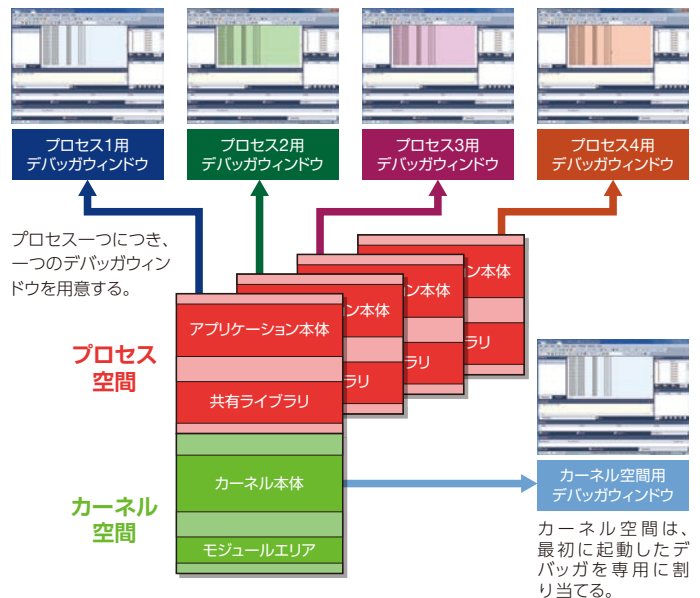 プロセス1用
デバッガウィンドウ
プロセス2用
デバッガウィンドウ
プロセス3用
デバッガウィンドウ
プロセス4用
デバッガウィンドウ
プロセス一つにつき、
一つのデバッガウィン
ドウを用意する。
プロセス
空間
アプリケーション本体
共有ライブラリ
ン本体
ラリ
ン本体
ラリ
ン本体
ラリ
カーネル
空間
カーネル本体
モジュールエリア
カーネル空間用
デバッガウィンドウ
カーネル空間は、
最初に起動したデ
バッガを専用に割
り当てる。